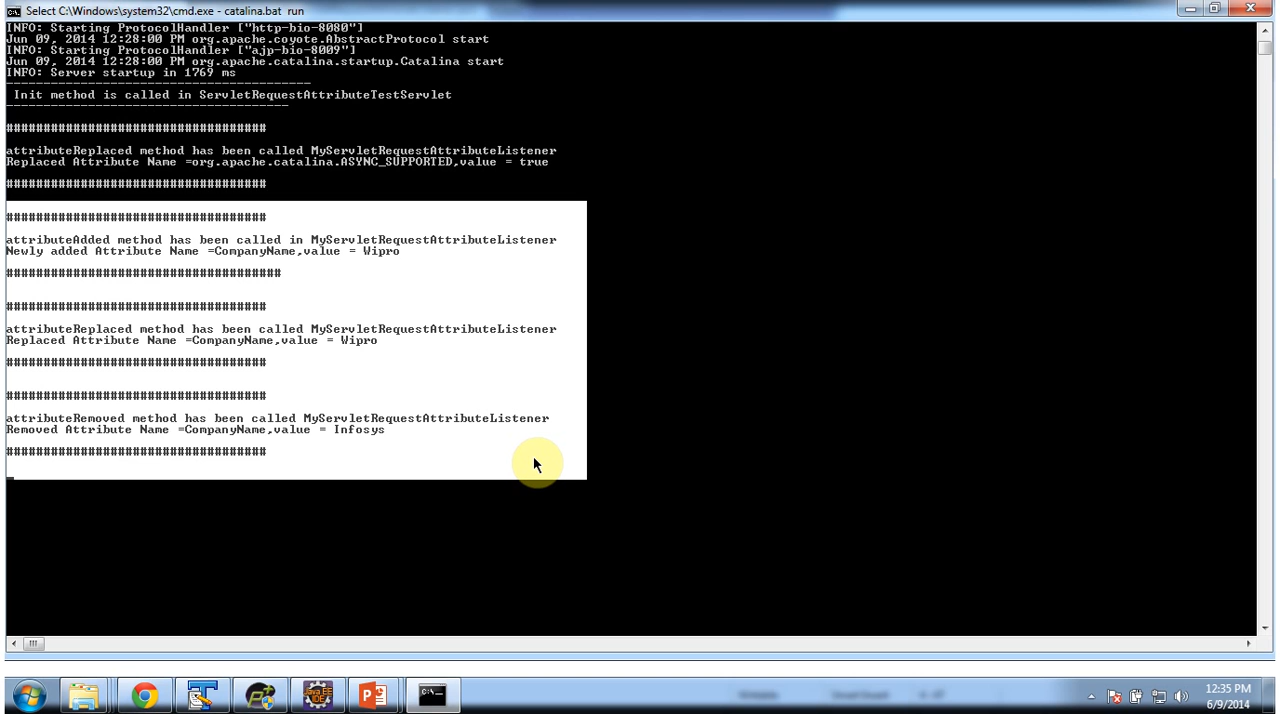 Select C:\Windows\system32\cmd.exe - catalina.bat run
INFO: Starting ProtocolHandler ["http-bio-8080"]
Jun 09, 2014 12:28:00 PM org.apache.coyote.AbstractProtocol start
INFO: Starting ProtocolHandler ["ajp-bio-8009"]
Jun 09, 2014 12:28:00 PM org.apache.catalina.startup.Catalina start
INFO: Server startup in 1769 ms
-----------------------------------------
Init method is called in ServletRequestAttributeTestServlet
--------------------------------------
###################################
attributeReplaced method has been called MyServletRequestAttributeListener
Replaced Attribute Name =org.apache.catalina.ASYNC_SUPPORTED,value = true
###################################
###################################
attributeAdded method has been called in MyServletRequestAttributeListener
Newly added Attribute Name =CompanyName,value = Wipro
#####################################
###################################
attributeReplaced method has been called MyServletRequestAttributeListener
Replaced Attribute Name =CompanyName,value = Wipro
###################################
###################################
attributeRemoved method has been called MyServletRequestAttributeListener
Removed Attribute Name =CompanyName,value = Infosys
###################################
Java EE
IDE
C:\_
12:35 PM
6/9/2014